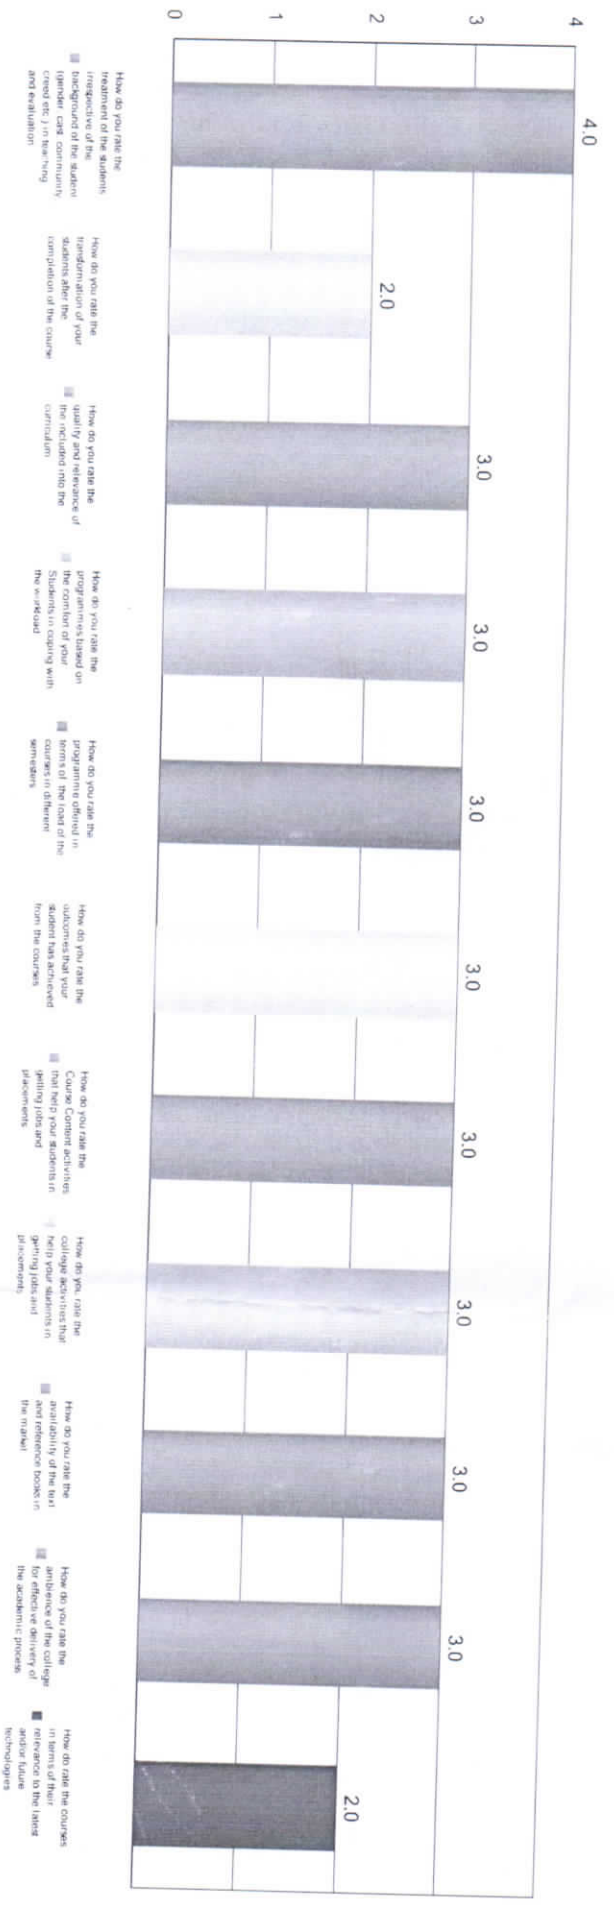 4
3
2
1
0
4.0
2.0
3.0
3.0
3.0
3.0
3.0
3.0
3.0
3.0
2.0
How do you rate the
treatment of the students
irrespective of the
background of the student
(gender, cast, community
creed etc.) in teaching
and evaluation
How do you rate the
transformation of your
students after the
completion of the course
How do you rate the
quality and relevance of
the included into the
curriculum
How do you rate the
programmes based on
the comfort of your
Students in coping with
the workload
How do you rate the
programme offered in
terms of the load of the
courses in different
semesters
How do you rate the
outcomes that your
student has achieved
from the courses
How do you rate the
Course Content activities
that help your students in
getting jobs and
placements
How do you rate the
college activities that
help your students in
getting jobs and
placements
How do you rate the
availability of the text
and reference books in
the market
How do you rate the
ambience of the college
for effective delivery of
the academic process
How do rate the courses
in terms of their
relevance to the latest
and/or future
technologies